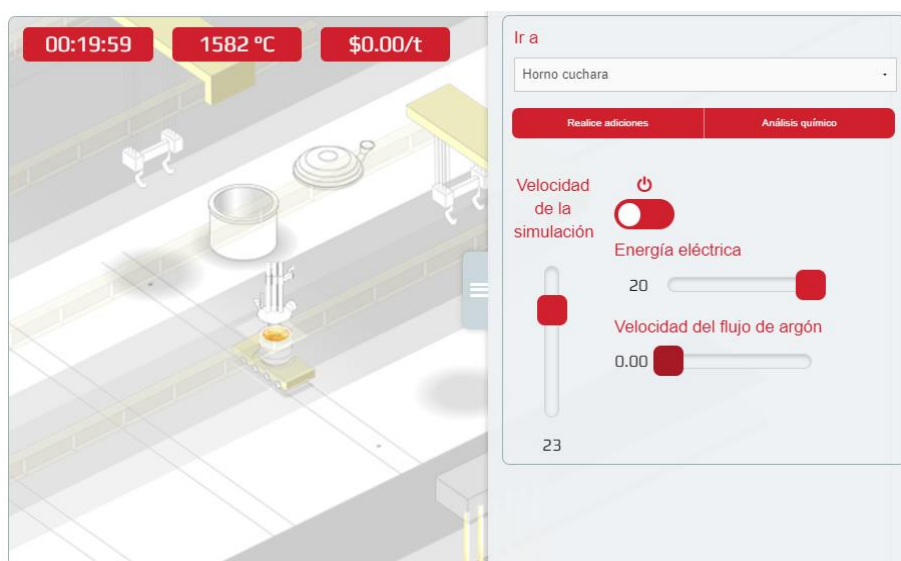 00:19:59
1582 ºC
$0.00/t
Ir a
Horno cuchara
Realice adiciones
Análisis químico
Velocidad
de la
simulación
Energía eléctrica
20
Velocidad del flujo de argón
0.00
23